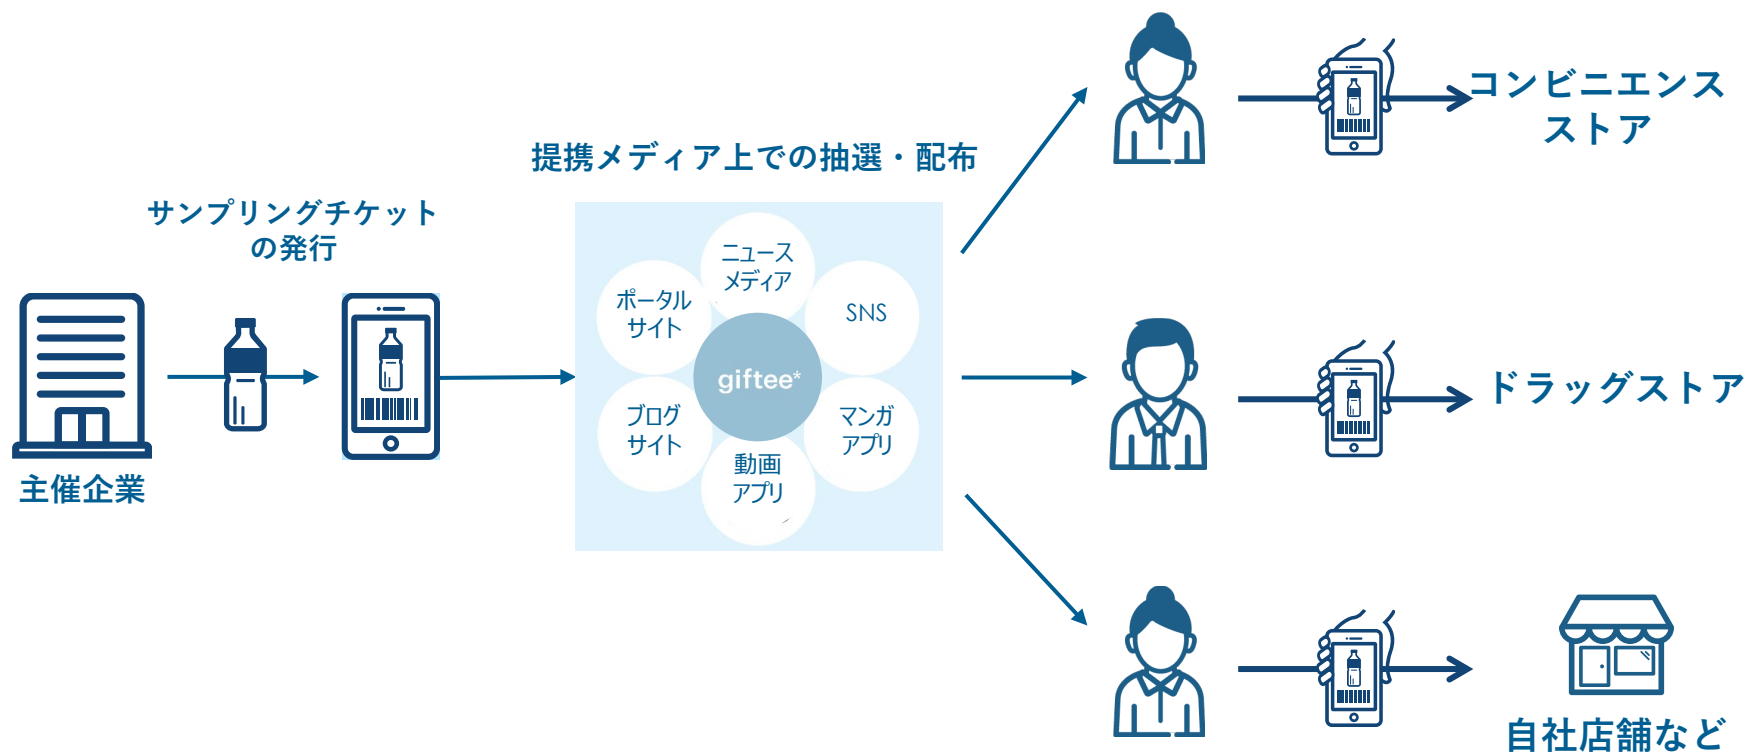 主催企業
サンプリングチケット
の発行
提携メディア上での抽選・配布
ニュース
メディア
ポータル
サイト
SNS
giftee*
ブログ
サイト
マンガ
アプリ
動画
アプリ
コンビニエンス
ストア
ドラッグストア
自社店舗など